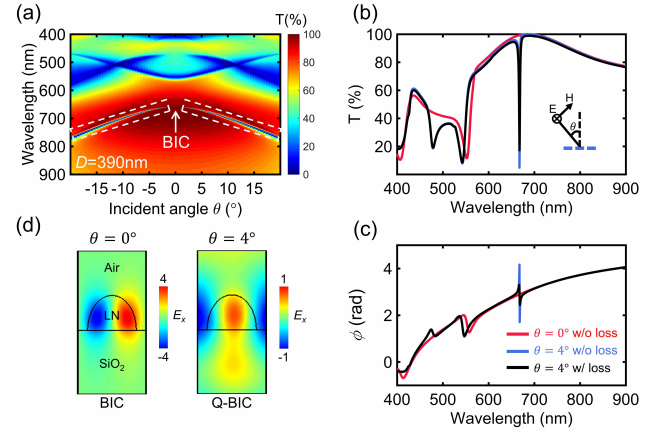 (a)
T(%)
400
500
600
700
800
900
Wavelength (nm)
BIC
D=390nm
-15
-10
-5
0
5
10
15
Incident angle θ (°)
100
80
60
40
20
0
(b)
100
80
60
40
20
T (%)
H
E
θ
400
500
600
700
800
900
Wavelength (nm)
(d)
θ = 0°
θ = 4°
Air
LN
SiO₂
BIC
4
Eₓ
-4
Q-BIC
1
Eₓ
-1
(c)
4
2
0
ϕ (rad)
θ = 0° w/o loss
θ = 4° w/o loss
θ = 4° w/ loss
400
500
600
700
800
900
Wavelength (nm)